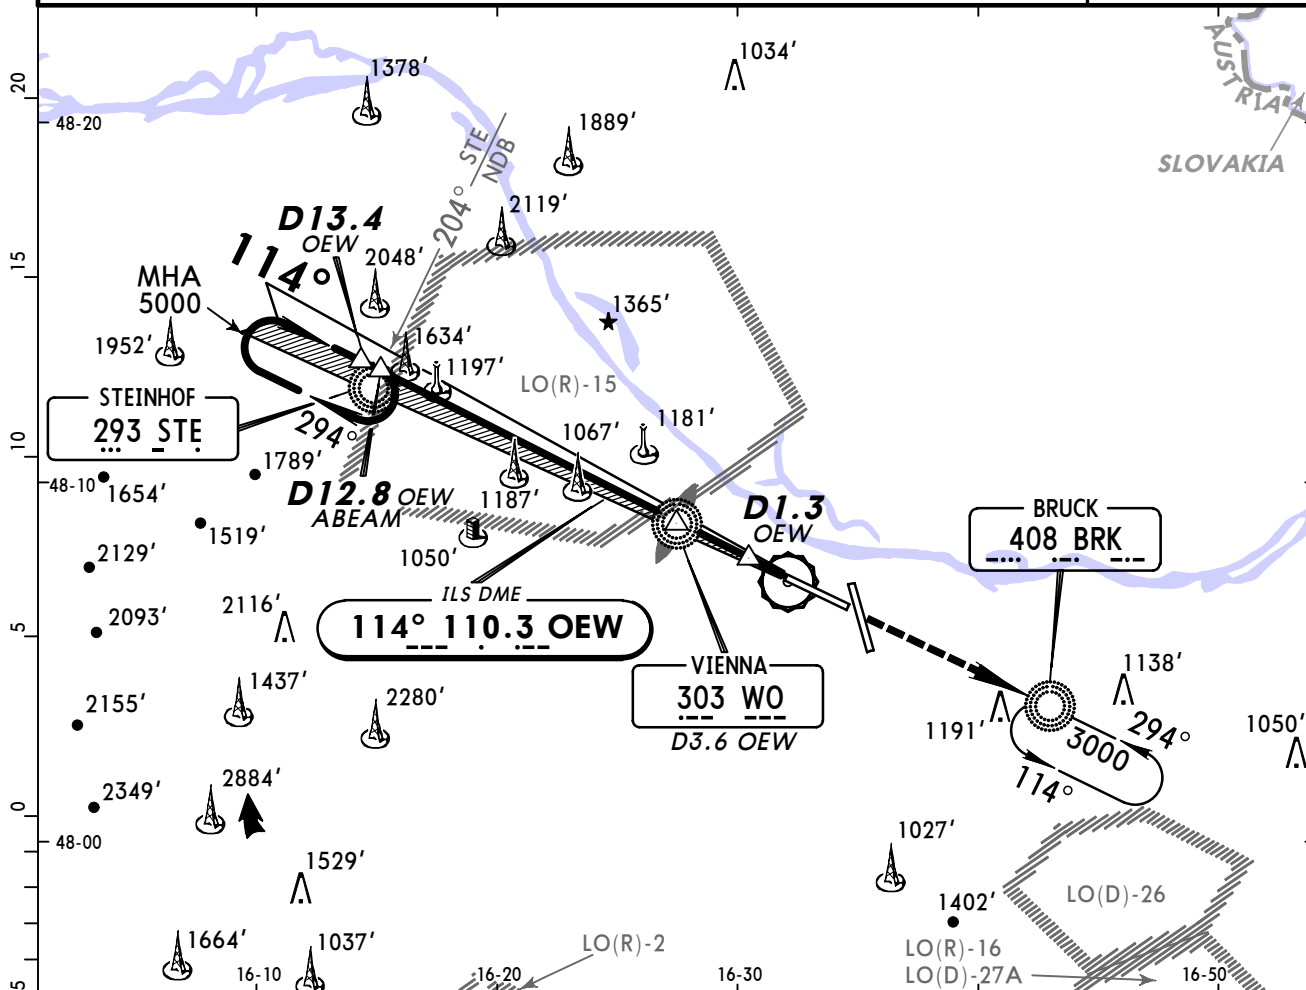 1034'
AUSTRIA
20
1378'
48-20
1889'
STE
NDB
SLOVAKIA
204°
2119'
D13.4
OEW
114°
2048'
15
MHA
5000
1365'
1952'
1634'
1197'
LO(R)-15
STEINHOF
293 STE
294°
1067'
1181'
10
1789'
48-10
1654'
D12.8 OEW
ABEAM
1187'
D1.3
OEW
BRUCK
408 BRK
1519'
2129'
1050'
ILS DME
114° 110.3 OEW
2093'
2116'
5
VIENNA
303 WO
D3.6 OEW
1138'
2155'
1437'
2280'
1191'
294°
1050'
3000
114°
2349'
2884'
0
48-00
1027'
1529'
LO(D)-26
1402'
1664'
1037'
LO(R)-2
LO(R)-16
LO(D)-27A
5
16-10
16-20
16-30
16-50